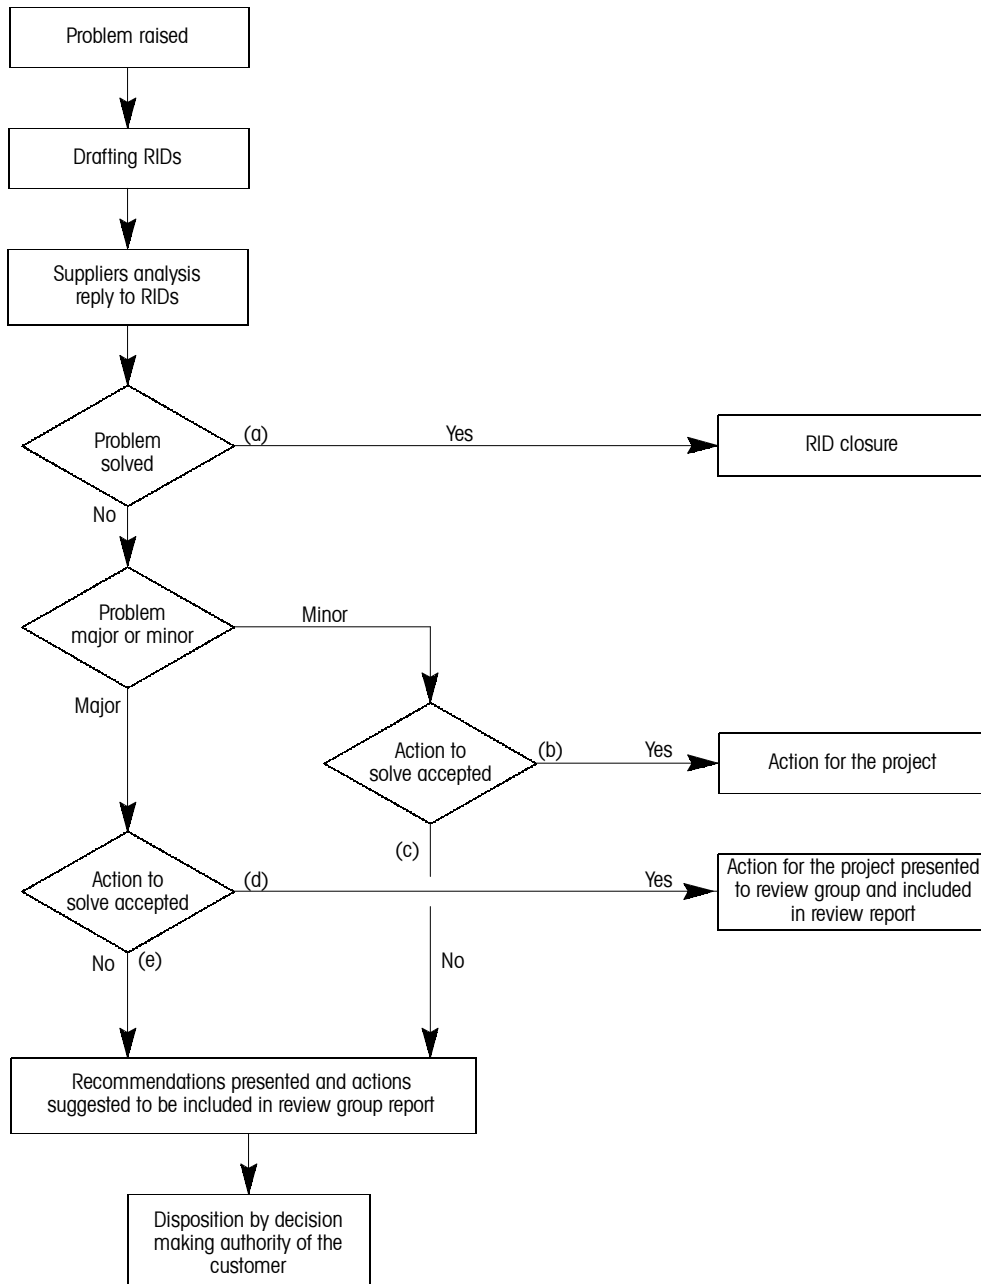 Problem raised
Drafting RIDs
Suppliers analysis
reply to RIDs
Problem
solved
(a)
Yes
RID closure
No
Problem
major or minor
Minor
Major
Action to
solve accepted
(b)
Yes
Action for the project
(c)
Action to
solve accepted
(d)
Yes
Action for the project presented
to review group and included
in review report
No
(e)
No
Recommendations presented and actions
suggested to be included in review group report
Disposition by decision
making authority of the
customer